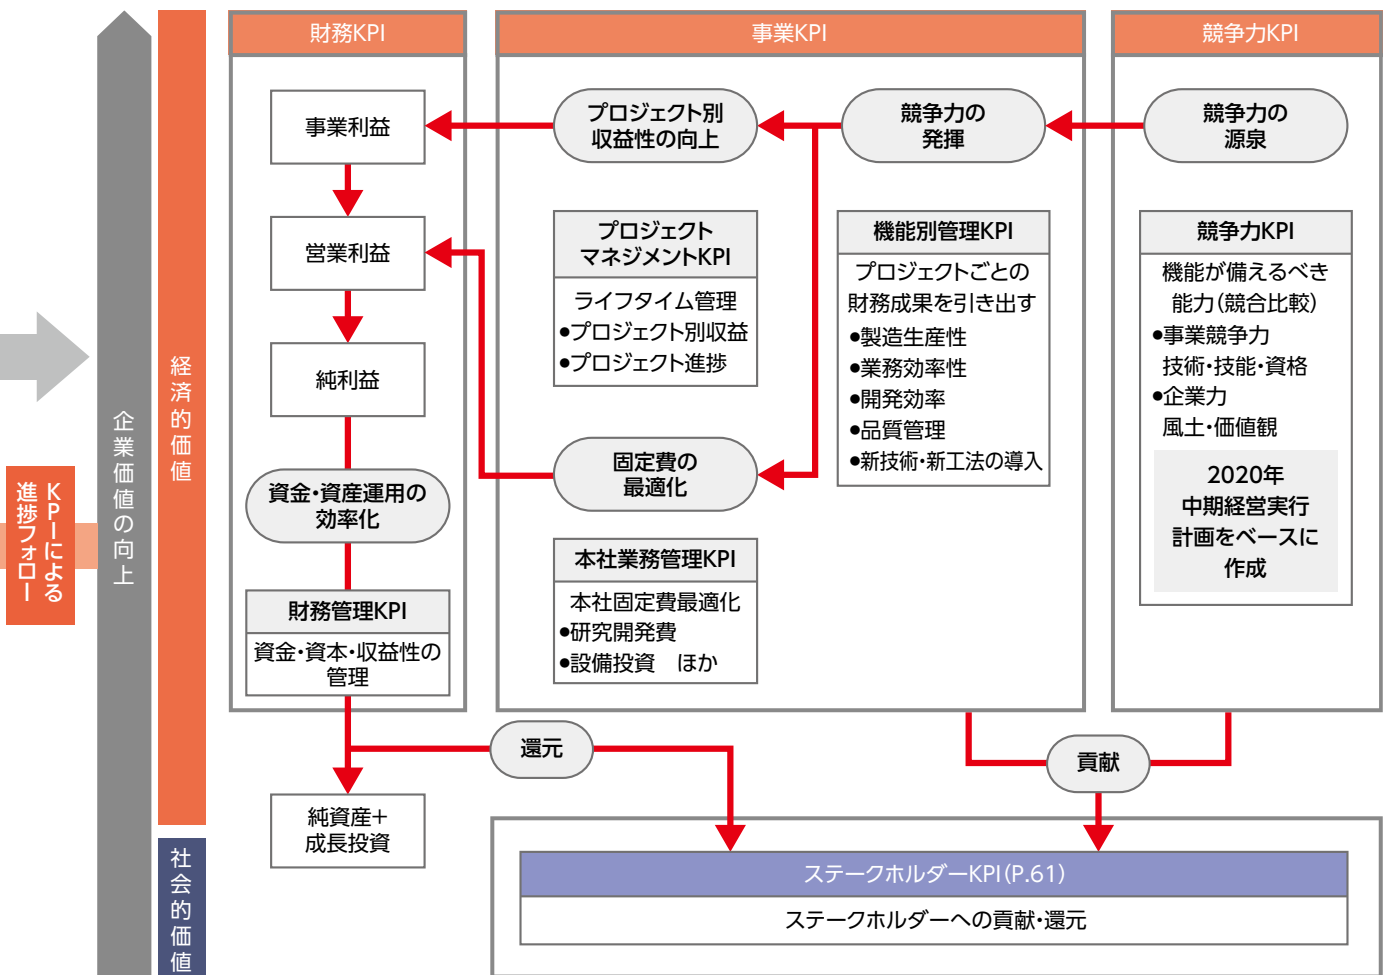 KPIによる
進捗フォロー
企業価値の向上
経済的価値
社会的価値
財務KPI
事業利益
営業利益
純利益
資金・資産運用の
効率化
財務管理KPI
資金・資本・収益性の
管理
純資産＋
成長投資
事業KPI
プロジェクト別
収益性の向上
競争力の
発揮
プロジェクト
マネジメントKPI
ライフタイム管理
●プロジェクト別収益
●プロジェクト進捗
機能別管理KPI
プロジェクトごとの
財務成果を引き出す
●製造生産性
●業務効率性
●開発効率
●品質管理
●新技術・新工法の導入
固定費の
最適化
本社業務管理KPI
本社固定費最適化
●研究開発費
●設備投資　ほか
競争力KPI
競争力の
源泉
競争力KPI
機能が備えるべき
能力（競合比較）
●事業競争力
技術・技能・資格
●企業力
風土・価値観
2020年
中期経営実行
計画をベースに
作成
還元
貢献
ステークホルダーKPI（P.61）
ステークホルダーへの貢献・還元